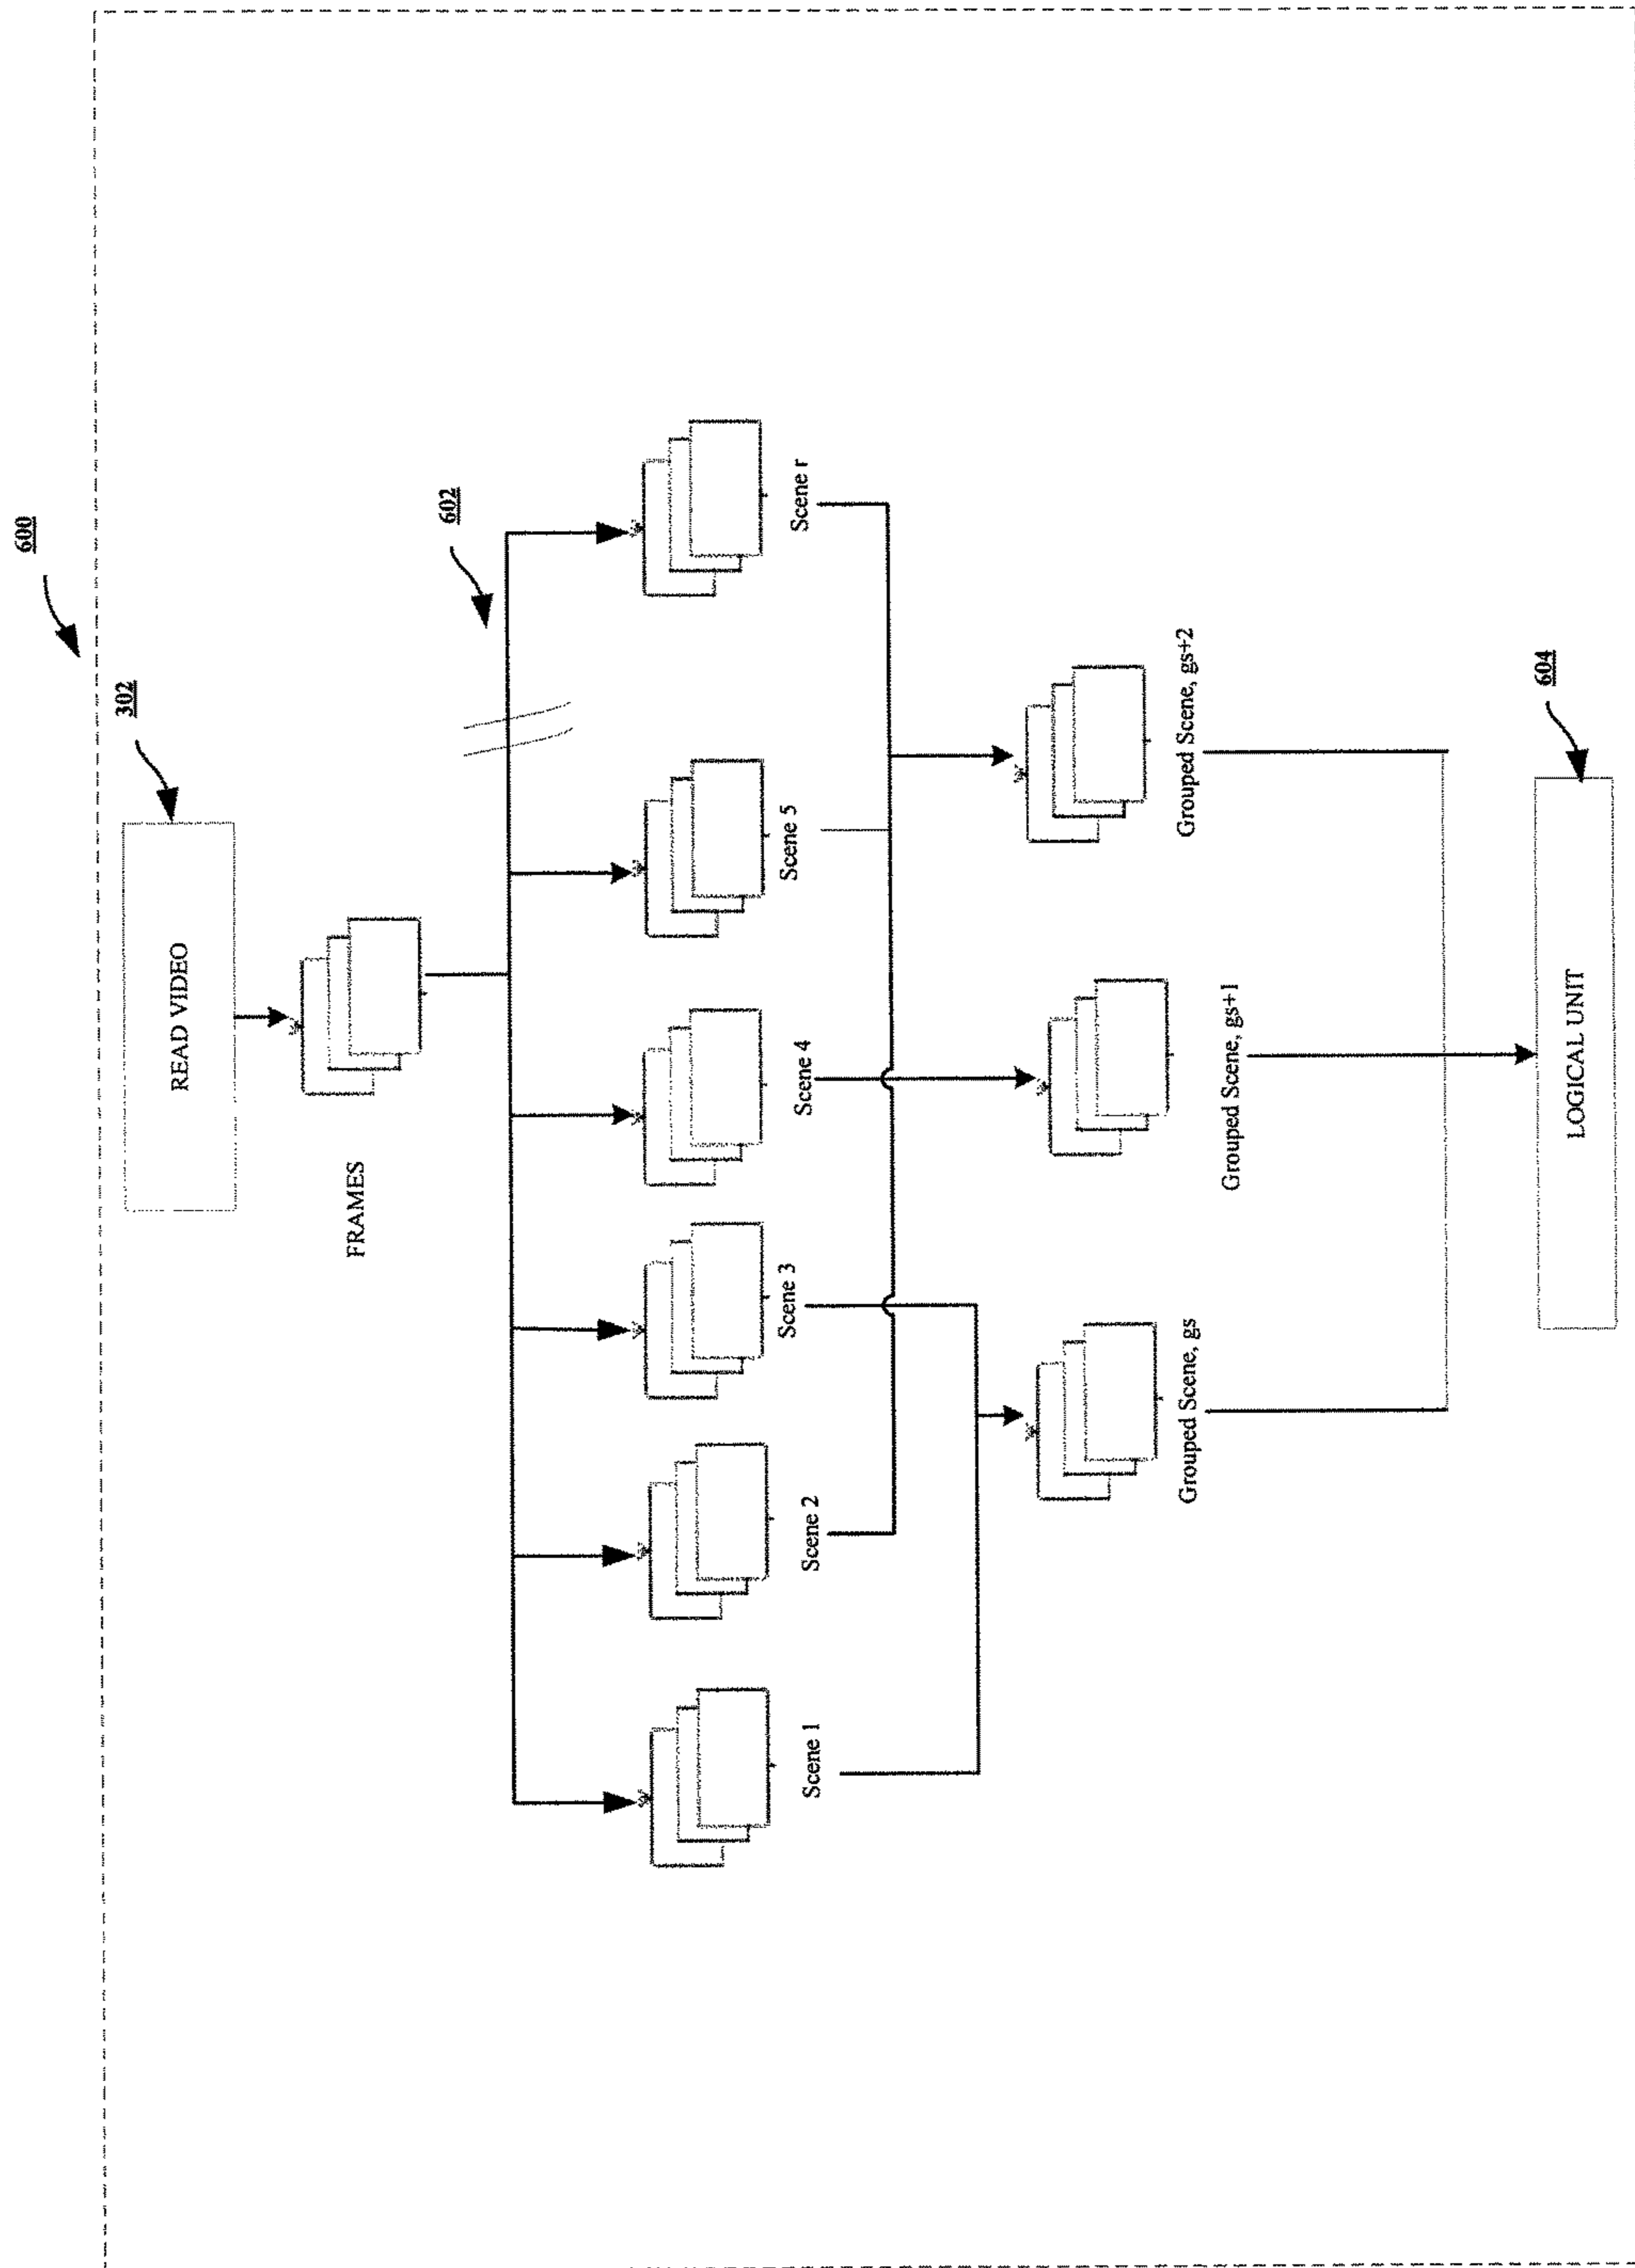 600
302
READ VIDEO
FRAMES
602
Scene 1
Scene 2
Scene 3
Scene 4
Scene 5
Scene r
Grouped Scene, gs
Grouped Scene, gs+1
Grouped Scene, gs+2
604
LOGICAL UNIT